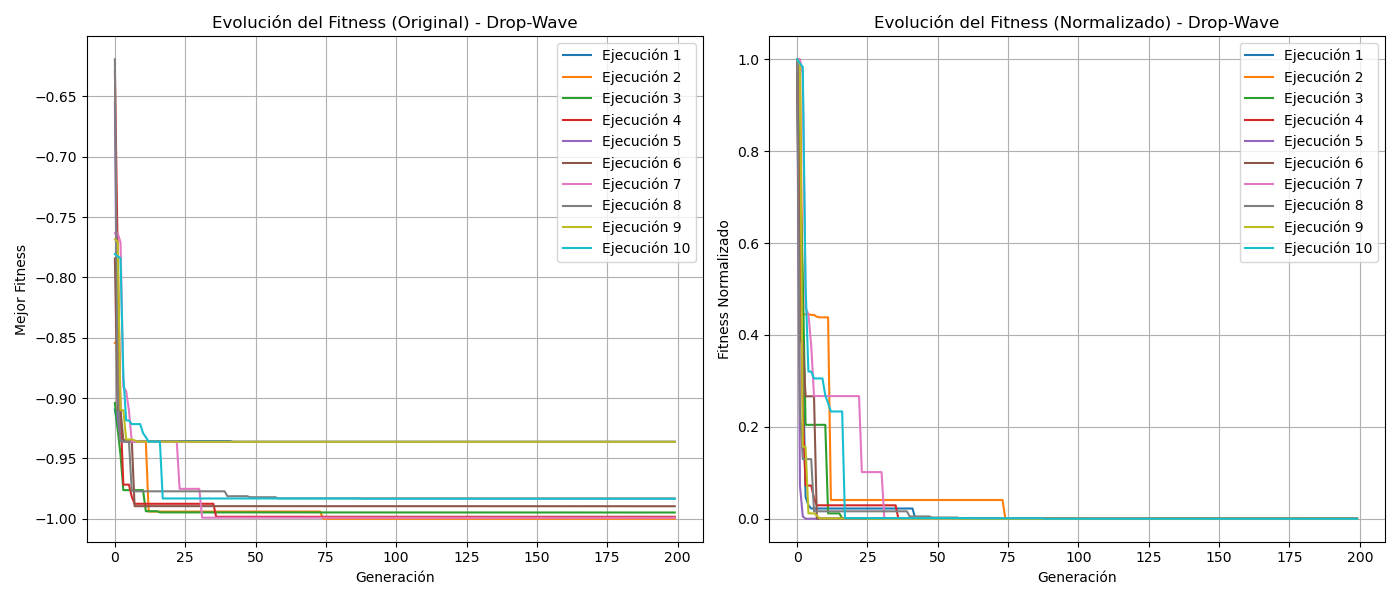 Evolución del Fitness (Original) - Drop-Wave
Mejor Fitness
−0.65
−0.70
−0.75
−0.80
−0.85
−0.90
−0.95
−1.00
0
25
50
75
100
125
150
175
200
Generación
Ejecución 1
Ejecución 2
Ejecución 3
Ejecución 4
Ejecución 5
Ejecución 6
Ejecución 7
Ejecución 8
Ejecución 9
Ejecución 10
Evolución del Fitness (Normalizado) - Drop-Wave
Fitness Normalizado
1.0
0.8
0.6
0.4
0.2
0.0
0
25
50
75
100
125
150
175
200
Generación
Ejecución 1
Ejecución 2
Ejecución 3
Ejecución 4
Ejecución 5
Ejecución 6
Ejecución 7
Ejecución 8
Ejecución 9
Ejecución 10